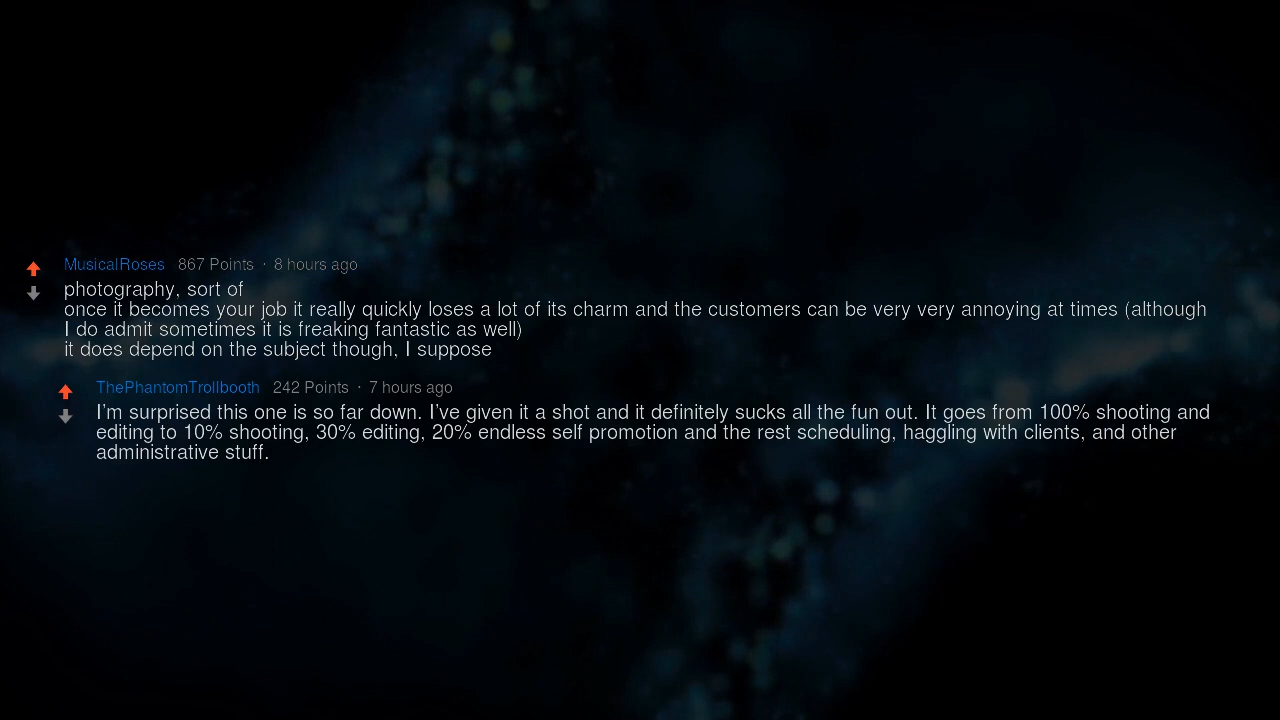 MusicalRoses 867 Points · 8 hours ago
photography, sort of
once it becomes your job it really quickly loses a lot of its charm and the customers can be very very annoying at times (although
I do admit sometimes it is freaking fantastic as well)
it does depend on the subject though, I suppose
ThePhantomTrollbooth 242 Points · 7 hours ago
I'm surprised this one is so far down. I've given it a shot and it definitely sucks all the fun out. It goes from 100% shooting and
editing to 10% shooting, 30% editing, 20% endless self promotion and the rest scheduling, haggling with clients, and other
administrative stuff.